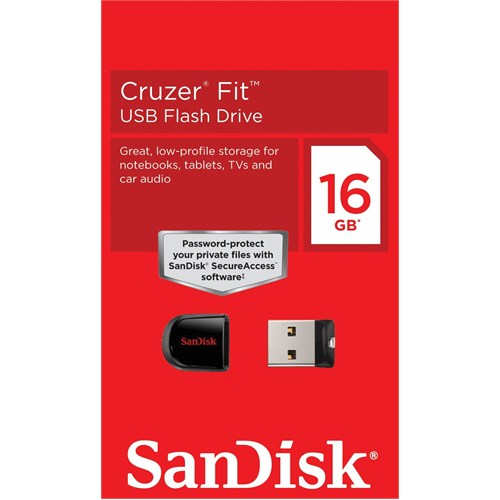 Cruzer® Fit™
USB Flash Drive
Great, low-profile storage for
notebooks, tablets, TVs and
car audio
16
GB*
Password-protect
your private files with
SanDisk® SecureAccess™
software‡
SanDisk
SanDisk®